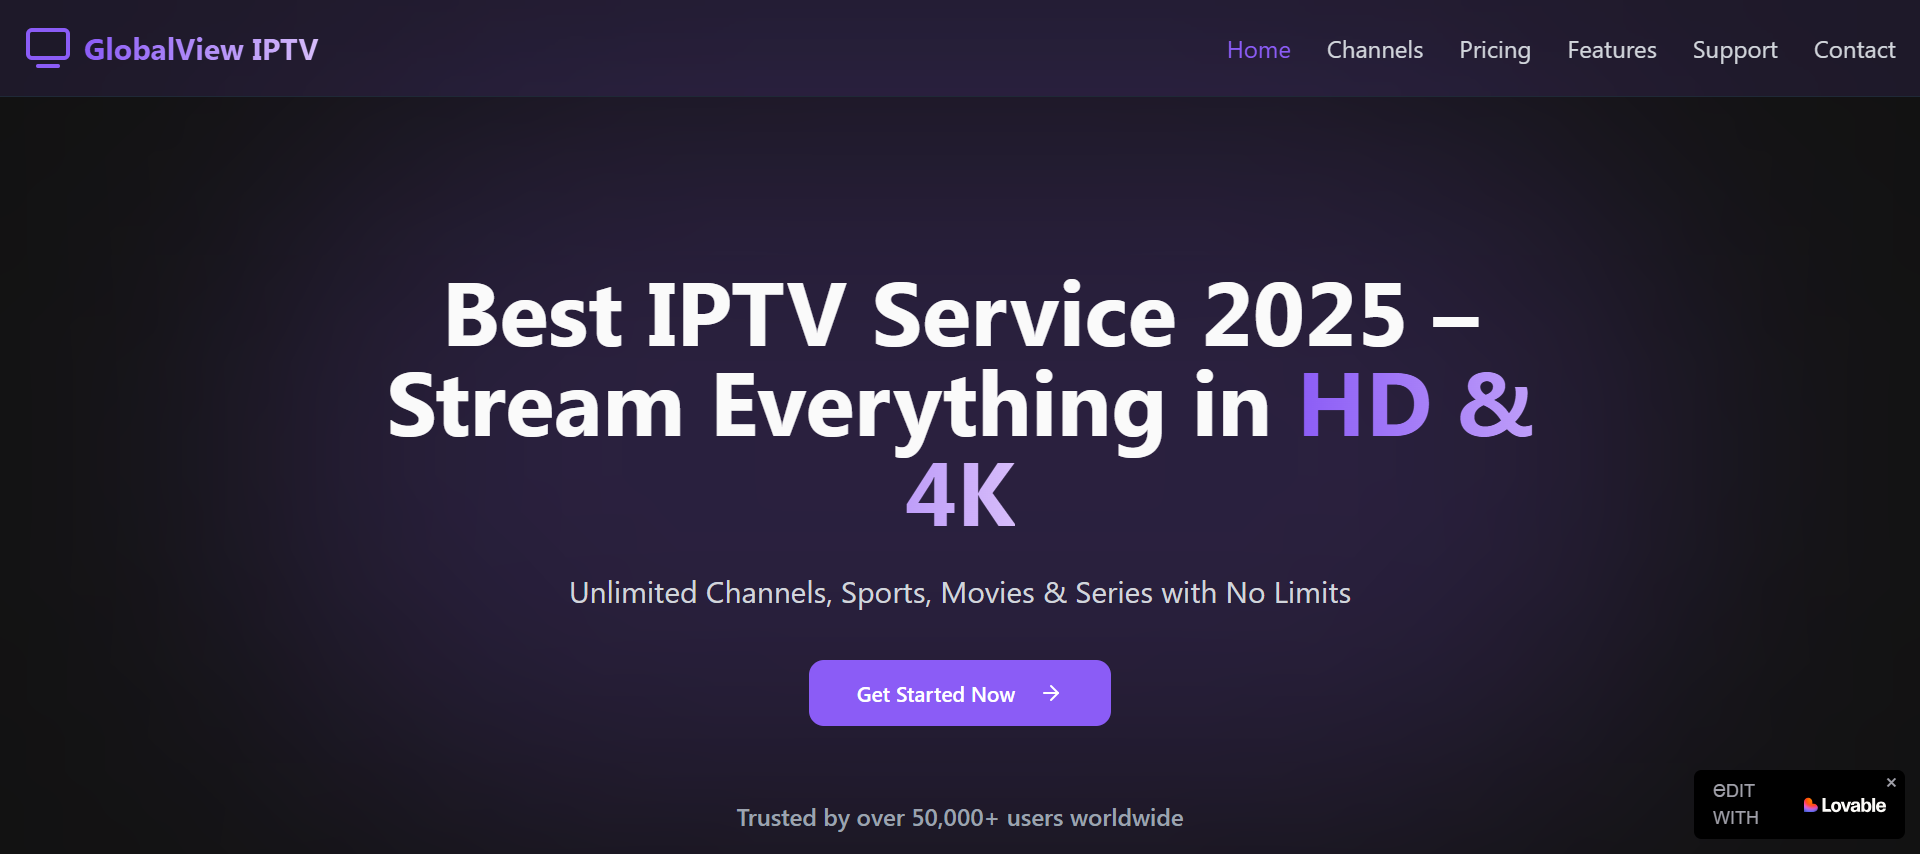 GlobalView IPTV
Home
Channels
Pricing
Features
Support
Contact
Best IPTV Service 2025 –
Stream Everything in HD &
4K
Unlimited Channels, Sports, Movies & Series with No Limits
Get Started Now
Trusted by over 50,000+ users worldwide
eDIT
WITH
Lovable